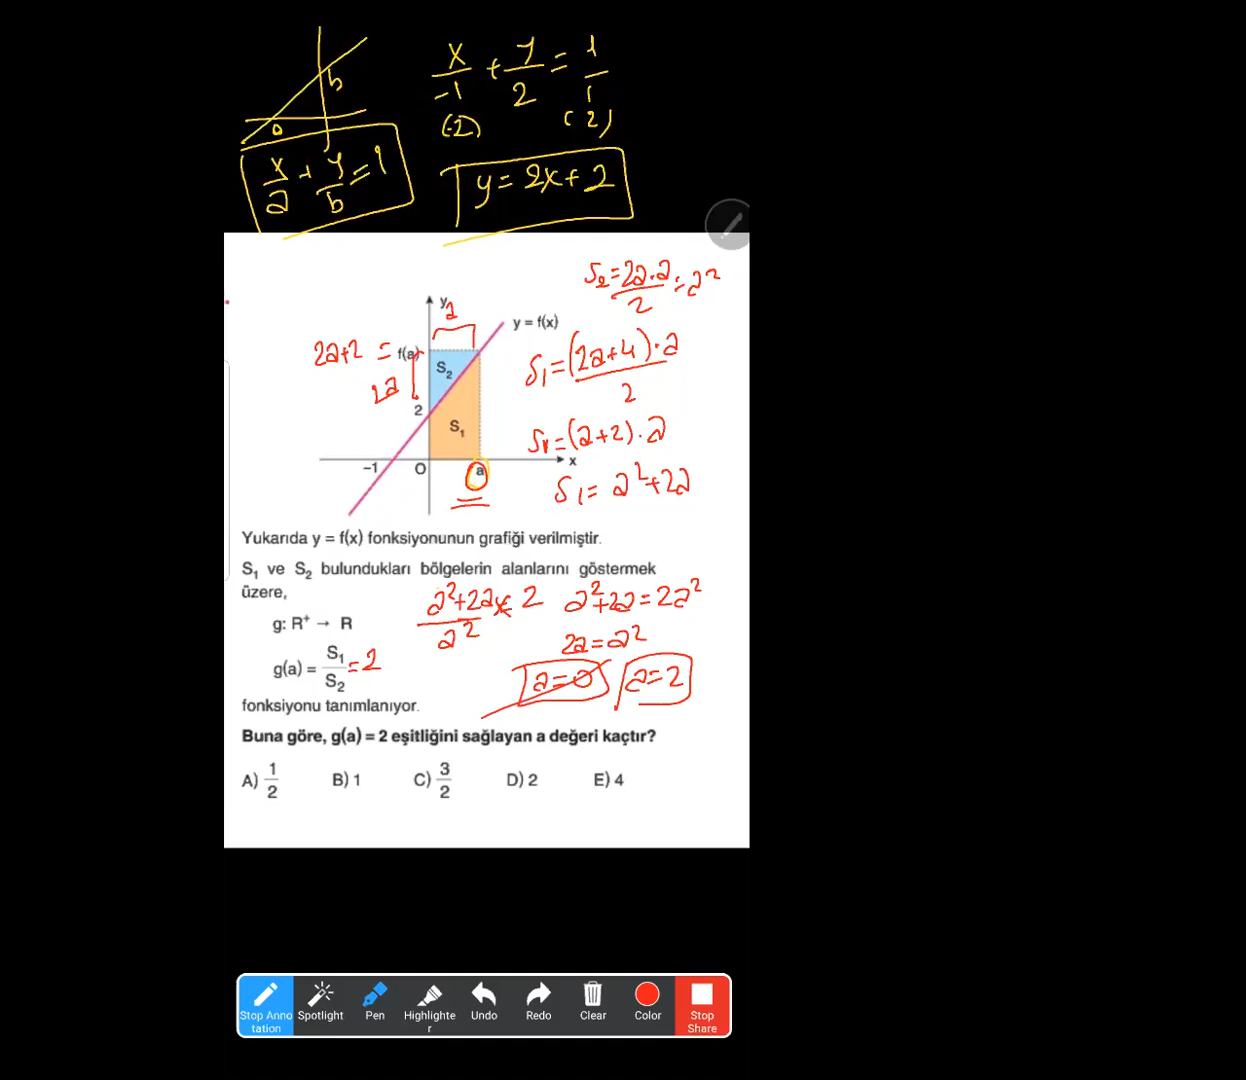 b
a
x/-1 + y/2 = 1/1
(-2) (2)
x/a + y/b = 1
y = 2x + 2
S₂ = 2a.a/2 = a²
y
a
y = f(x)
2a+2 = f(a)
S₂
2a
S₁ = (2a+4).a/2
2
S₁
S₁ = (a+2).a
-1 O a x
S₁ = a²+2a
Yukarıda y = f(x) fonksiyonunun grafiği verilmiştir.
S₁ ve S₂ bulundukları bölgelerin alanlarını göstermek
üzere,
a²+2a/a² = 2 a²+2a = 2a²
g: R⁺ → R
2a = a²
g(a) = S₁/S₂ = 2
a=0 a=2
fonksiyonu tanımlanıyor.
Buna göre, g(a) = 2 eşitliğini sağlayan a değeri kaçtır?
A) 1/2 B) 1 C) 3/2 D) 2 E) 4
Stop Anno
tation
Spotlight
Pen
Highlighte
r
Undo
Redo
Clear
Color
Stop
Share